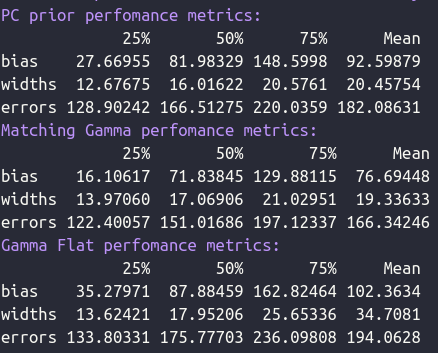 PC prior perfomance metrics:
25% 50% 75% Mean
bias 27.66955 81.98329 148.5998 92.59879
widths 12.67675 16.01622 20.5761 20.45754
errors 128.90242 166.51275 220.0359 182.08631
Matching Gamma perfomance metrics:
25% 50% 75% Mean
bias 16.10617 71.83845 129.88115 76.69448
widths 13.97060 17.06906 21.02951 19.33633
errors 122.40057 151.01686 197.12337 166.34246
Gamma Flat perfomance metrics:
25% 50% 75% Mean
bias 35.27971 87.88459 162.82464 102.3634
widths 13.62421 17.95206 25.65336 34.7081
errors 133.80331 175.77703 236.09808 194.0628